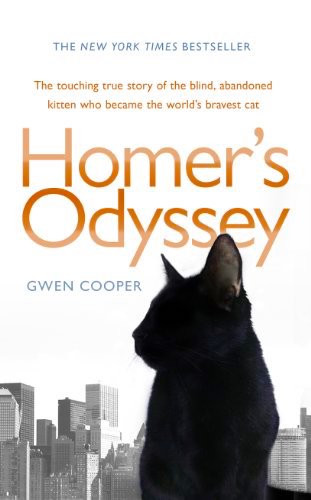 THE NEW YORK TIMES BESTSELLER
The touching true story of the blind, abandoned
kitten who became the world's bravest cat
Homer's
Odyssey
GWEN COOPER